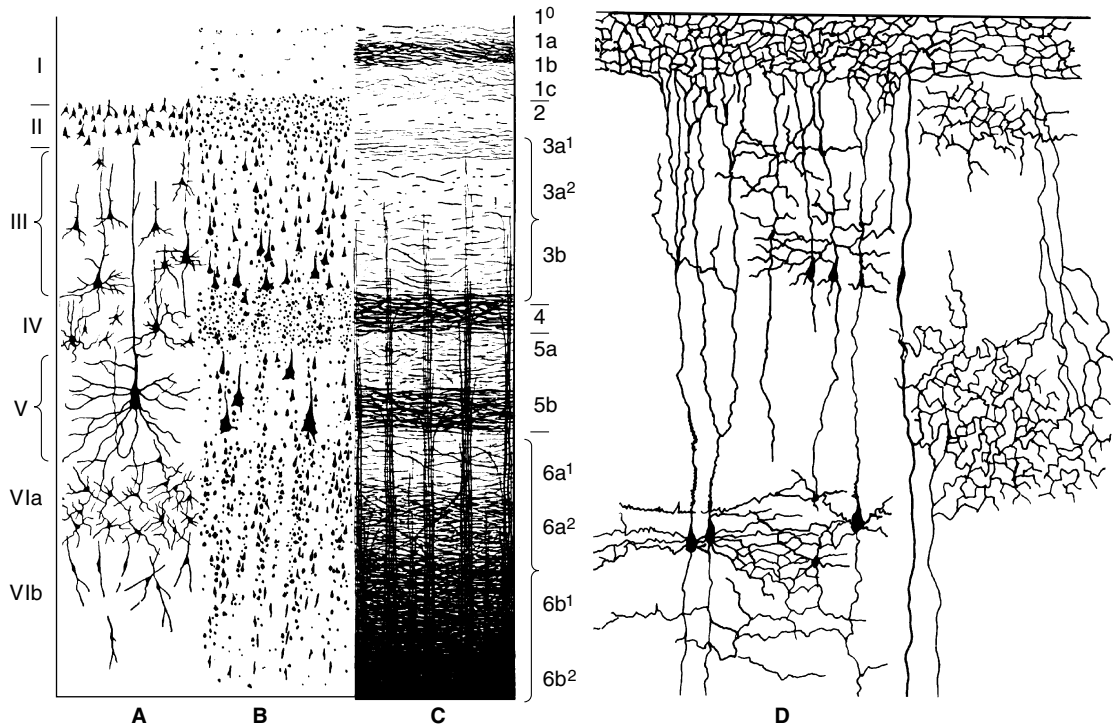 I
II
III
IV
V
VIa
VIb
1⁰
1a
1b
1c
2
3a¹
3a²
3b
4
5a
5b
6a¹
6a²
6b¹
6b²
A B C D